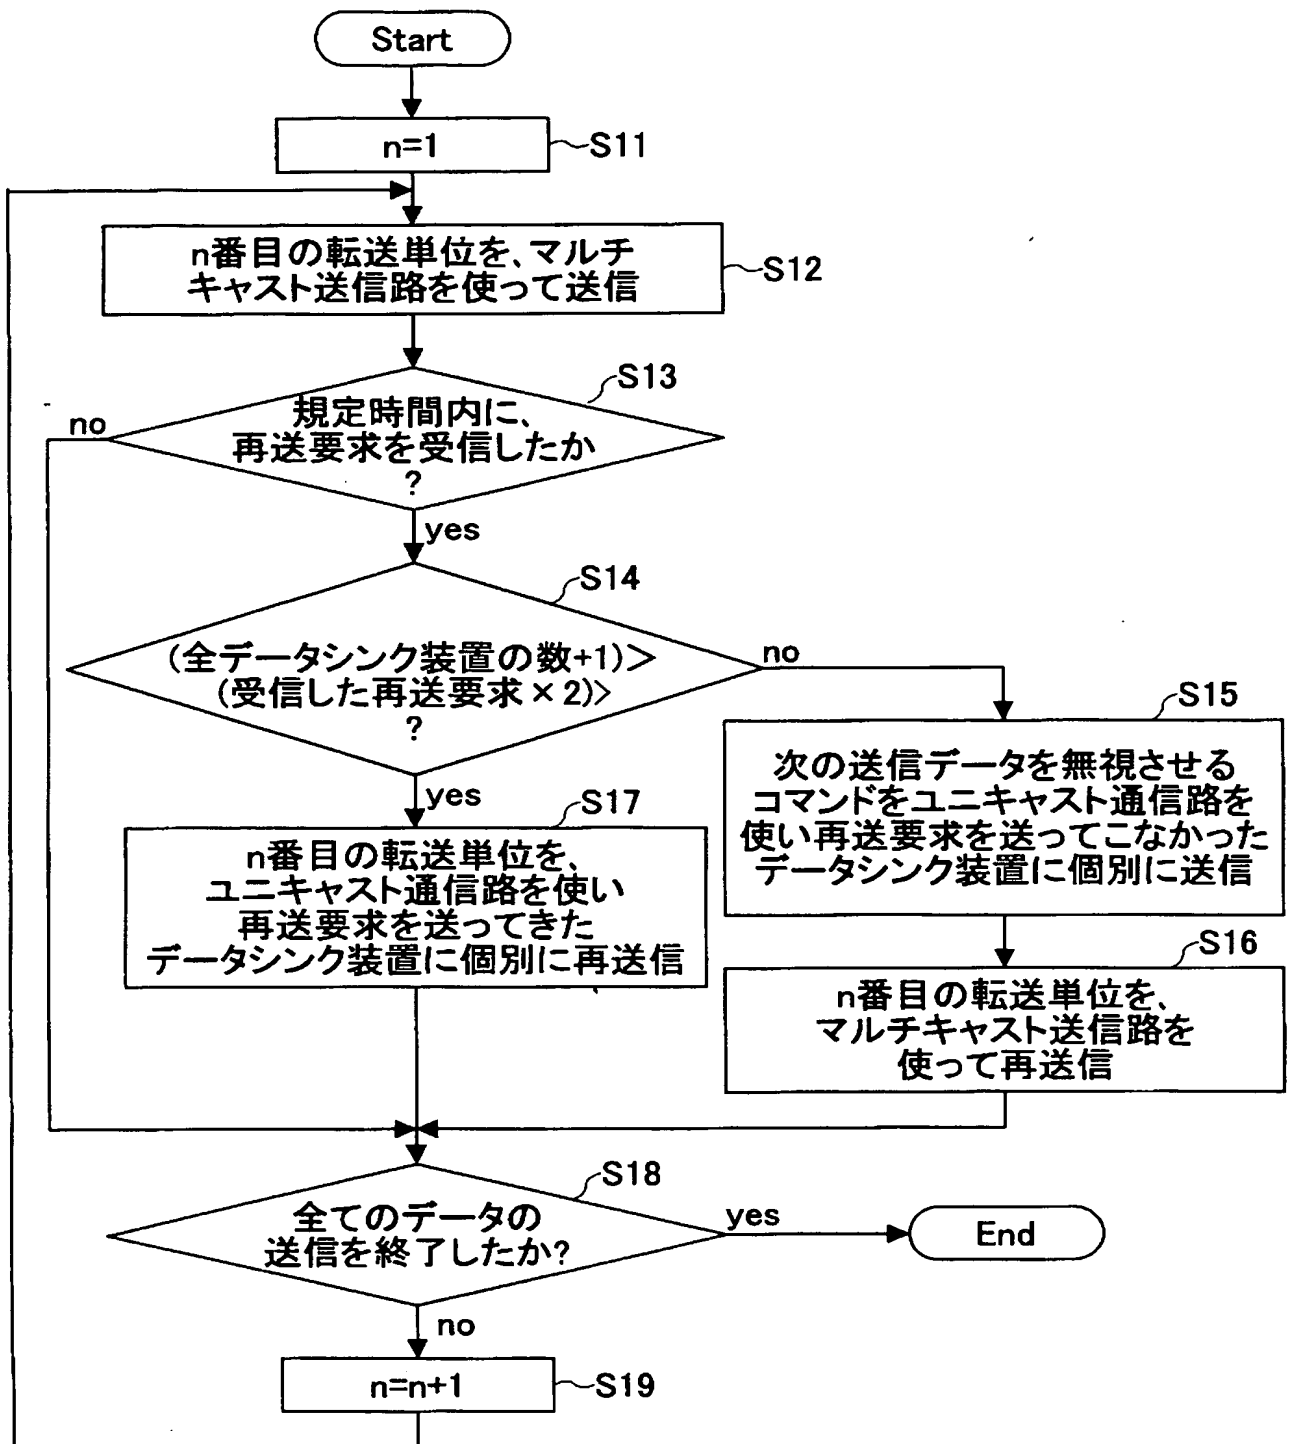 Start
n=1
S11
n番目の転送単位を、マルチ
キャスト送信路を使って送信
S12
S13
規定時間内に、
再送要求を受信したか
?
no
yes
S14
(全データシンク装置の数+1)>
(受信した再送要求×2)>
?
no
yes
S15
次の送信データを無視させる
コマンドをユニキャスト通信路を
使い再送要求を送ってこなかった
データシンク装置に個別に送信
S17
n番目の転送単位を、
ユニキャスト通信路を使い
再送要求を送ってきた
データシンク装置に個別に再送信
S16
n番目の転送単位を、
マルチキャスト送信路を
使って再送信
S18
全てのデータの
送信を終了したか?
yes
End
no
n=n+1
S19